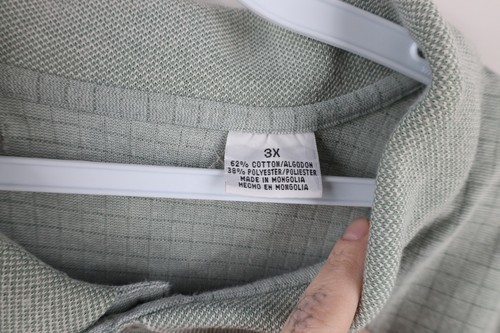 3X
62% COTTON/ALGODON
38% POLYESTER/POLIESTER
MADE IN MONGOLIA
HECHO EN MONGOLIA